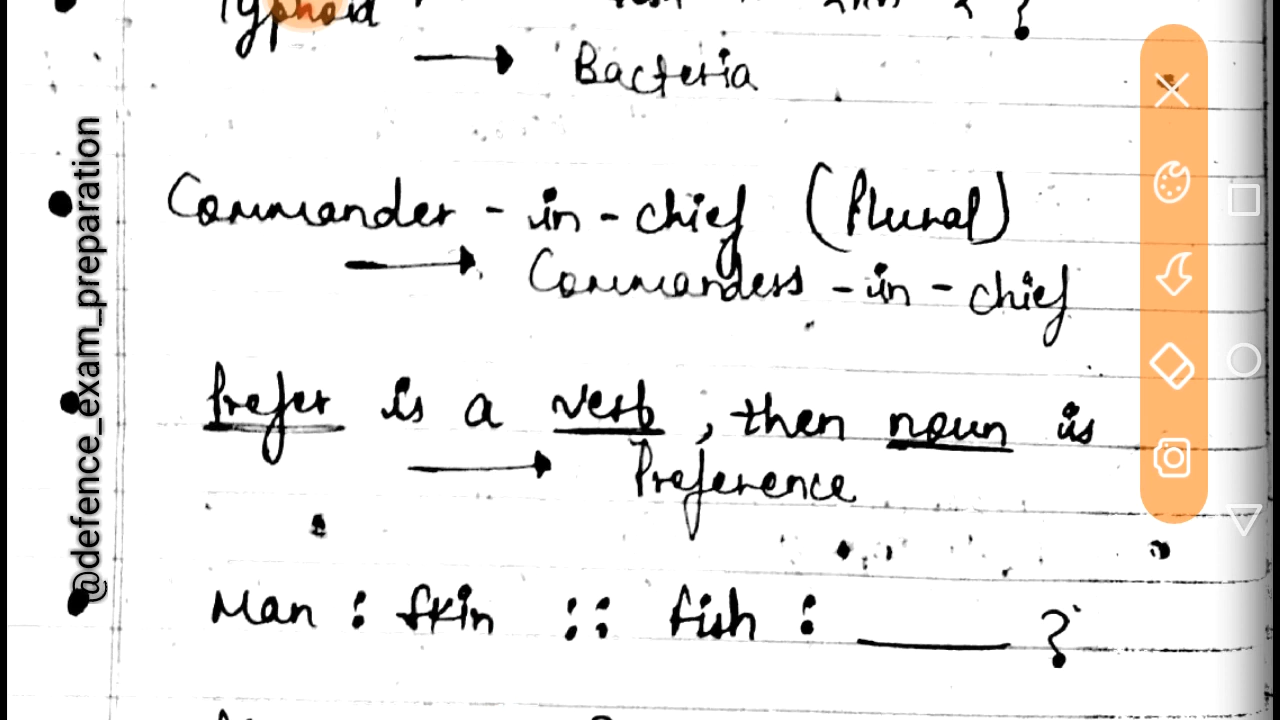 Typhoid
→ Bacteria
Commander - in - chief (Plural)
→ Commanders - in - chief
Prefer is a verb, then noun is
→ Preference
Man : Skin :: fish : ______ ?
@defence_exam_preparation